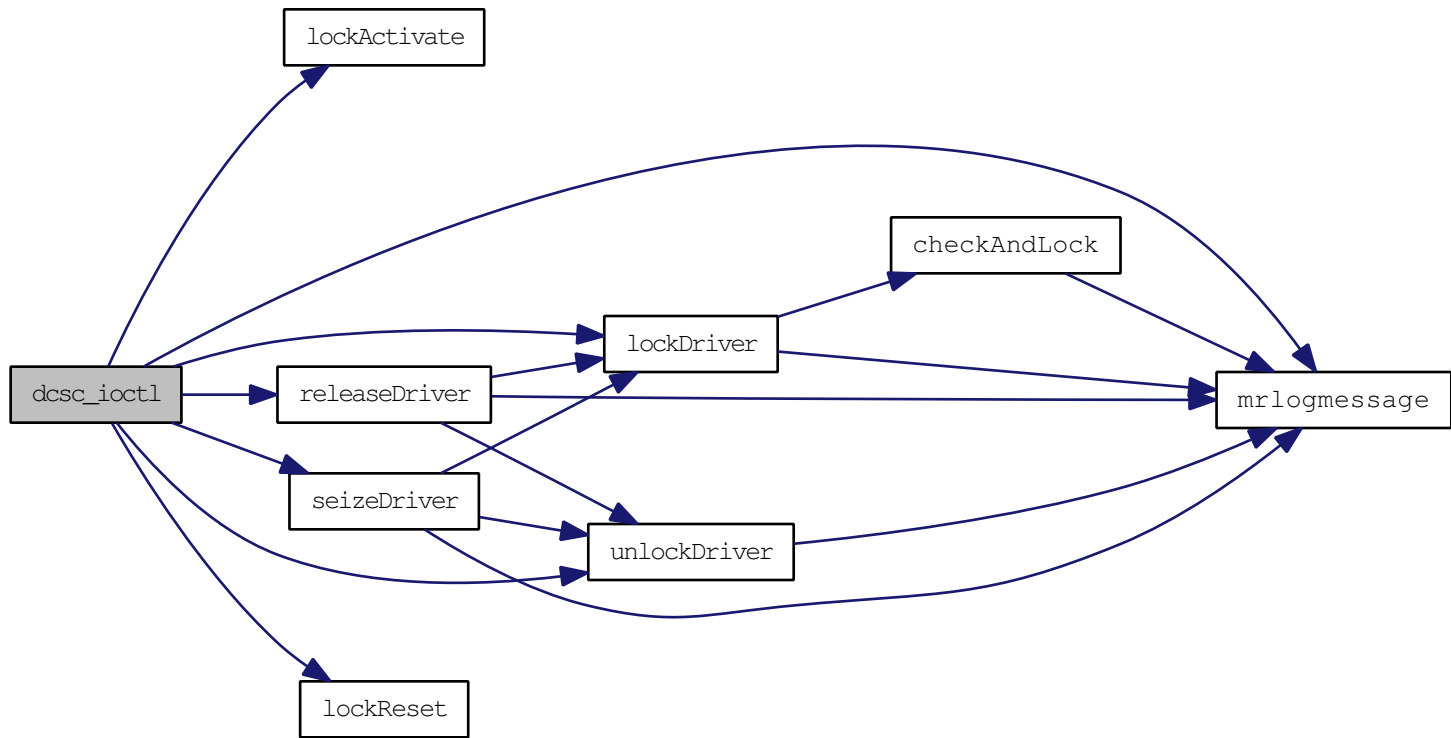 lockActivate
checkAndLock
lockDriver
dcsc_ioctl
releaseDriver
mrlogmessage
seizeDriver
unlockDriver
lockReset